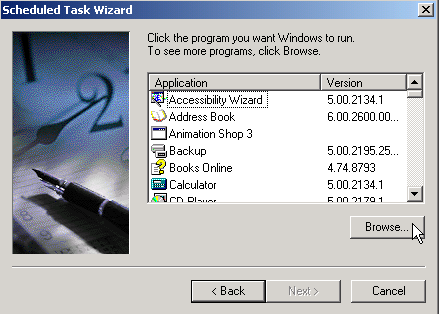 Scheduled Task Wizard
Click the program you want Windows to run.
To see more programs, click Browse.
Application Version
Accessibility Wizard 5.00.2134.1
Address Book 6.00.2600.00...
Animation Shop 3
Backup 5.00.2195.25...
Books Online 4.74.8793
Calculator 5.00.2134.1
CD Player 5.00.2179.1
Browse...
< Back Next > Cancel